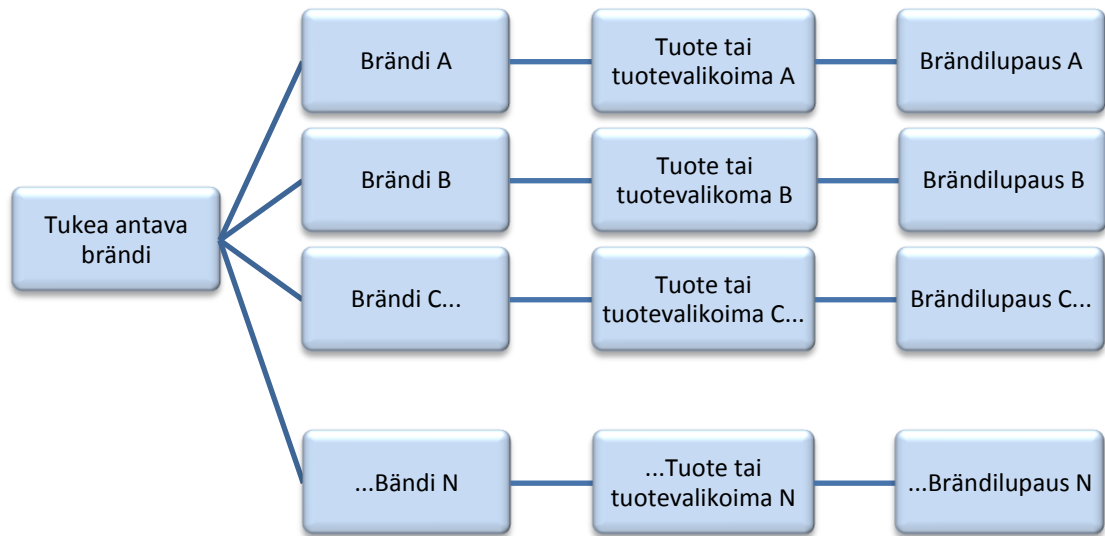 Brändi A
Tuote tai
tuotevalikoima A
Brändilupaus A
Brändi B
Tuote tai
tuotevalikoma B
Brändilupaus B
Tukea antava
brändi
Brändi C...
Tuote tai
tuotevalikoima C...
Brändilupaus C...
...Bändi N
...Tuote tai
tuotevalikoima N
...Brändilupaus N